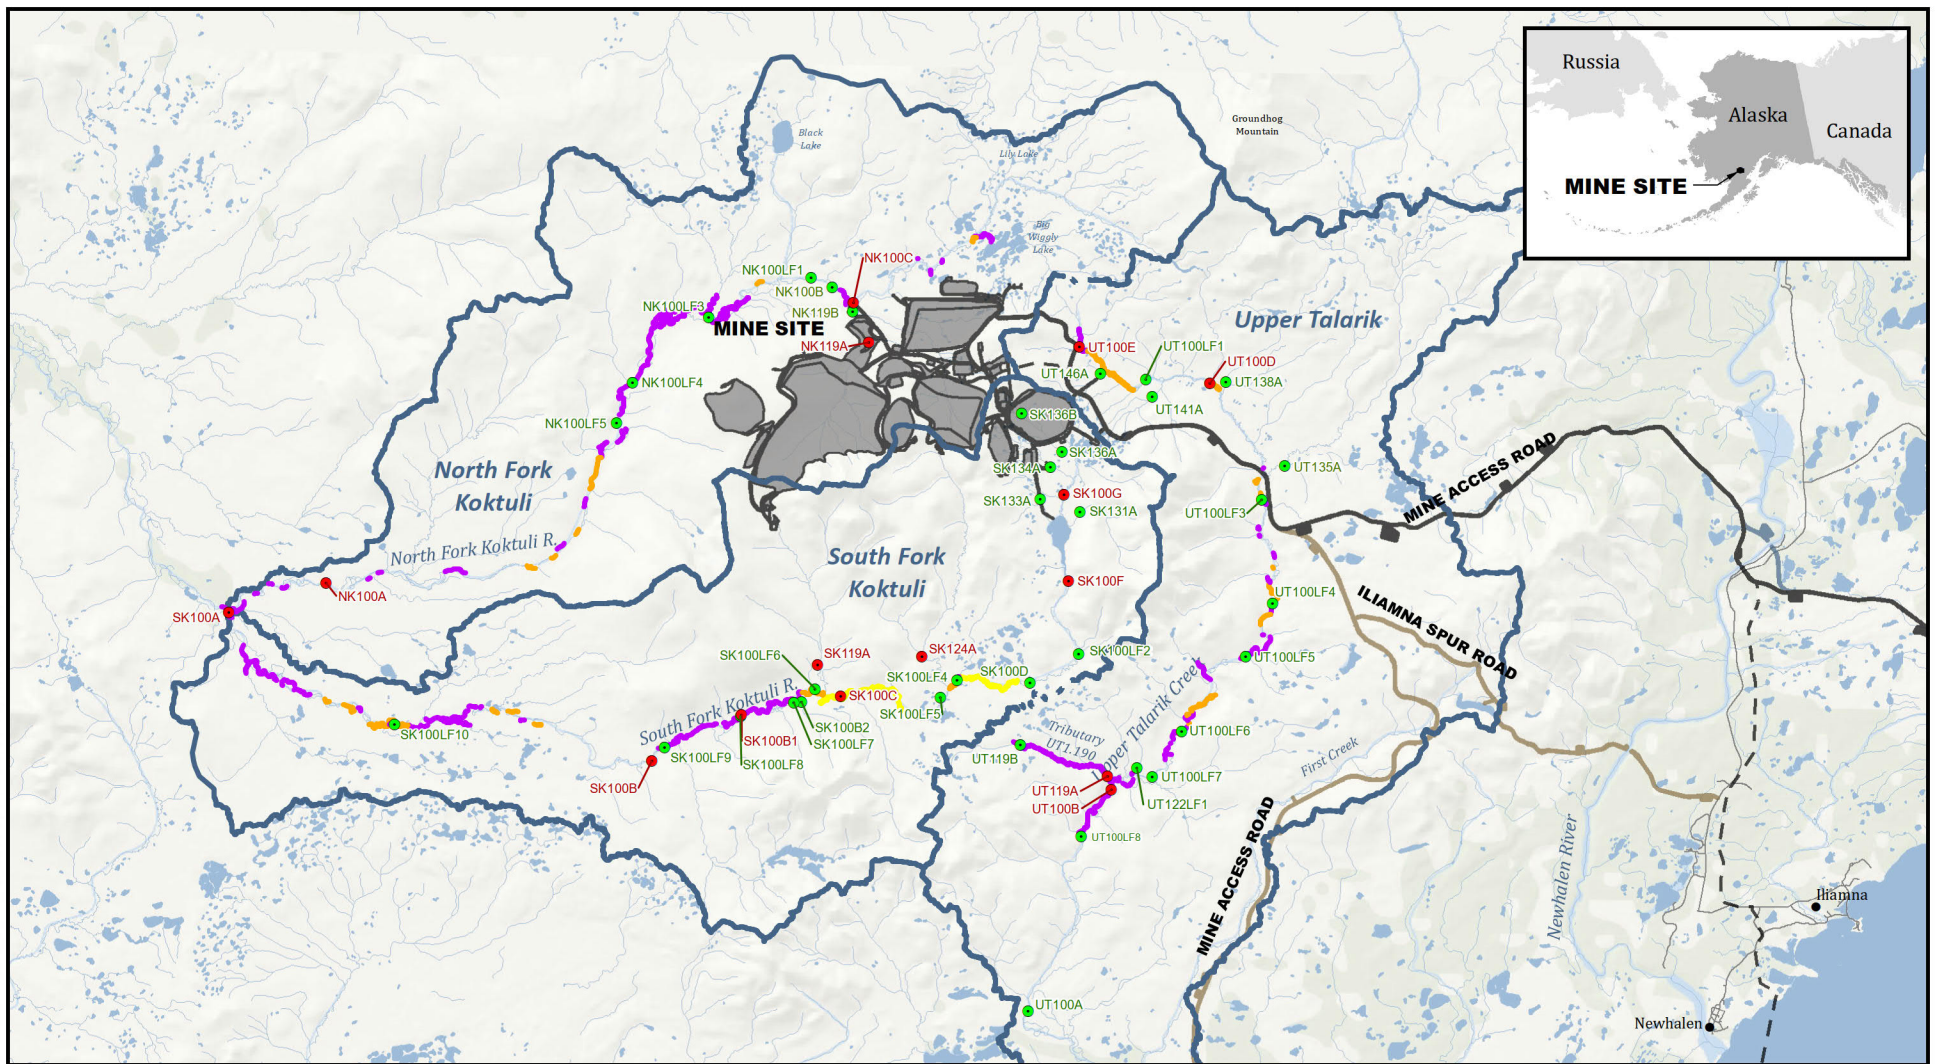 Russia
Alaska
Canada
MINE SITE
Groundhog
Mountain
Black
Lake
Lily Lake
Big
Wiggly
Lake
NK100C
NK100LF1
NK100B
NK100LF3
NK119B
MINE SITE
NK119A
Upper Talarik
UT100E
UT100LF1
UT100D
UT146A
UT138A
NK100LF4
UT141A
SK136B
NK100LF5
SK136A
SK134A
UT135A
North Fork
Koktuli
SK100G
SK133A
SK131A
UT100LF3
MINE ACCESS ROAD
North Fork Koktuli R.
South Fork
Koktuli
SK100F
NK100A
SK100A
UT100LF4
ILIAMNA SPUR ROAD
SK100LF6
SK119A
SK124A
SK100LF2
UT100LF5
SK100LF4
SK100D
SK100C
SK100LF5
South Fork Koktuli R.
SK100B2
SK100B1
SK100LF7
SK100LF10
SK100LF9
SK100LF8
SK100B
Tributary
UT1.190
Upper Talarik Creek
UT100LF6
UT119B
First Creek
UT119A
UT100LF7
UT100B
UT122LF1
UT100LF8
MINE ACCESS ROAD
Newhalen River
Iliamna
UT100A
Newhalen